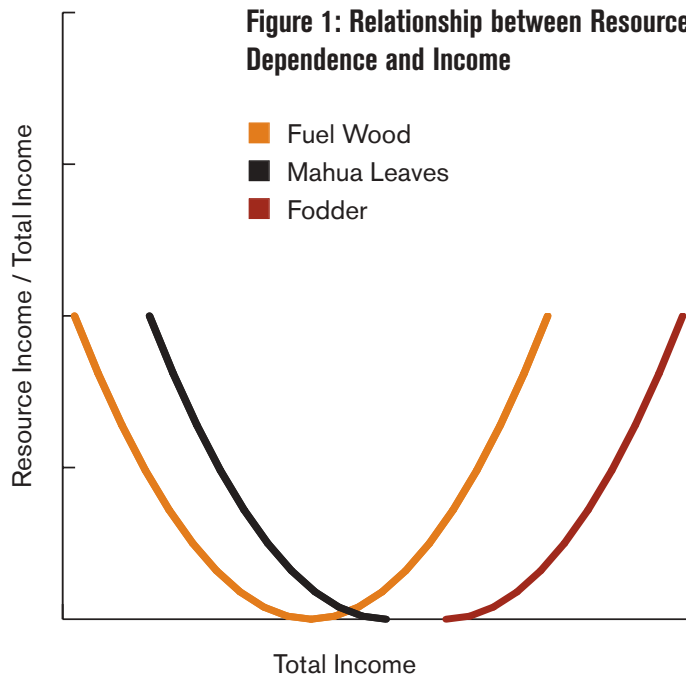 Figure 1: Relationship between Resource
Dependence and Income
Fuel Wood
Mahua Leaves
Fodder
Resource Income / Total Income
Total Income